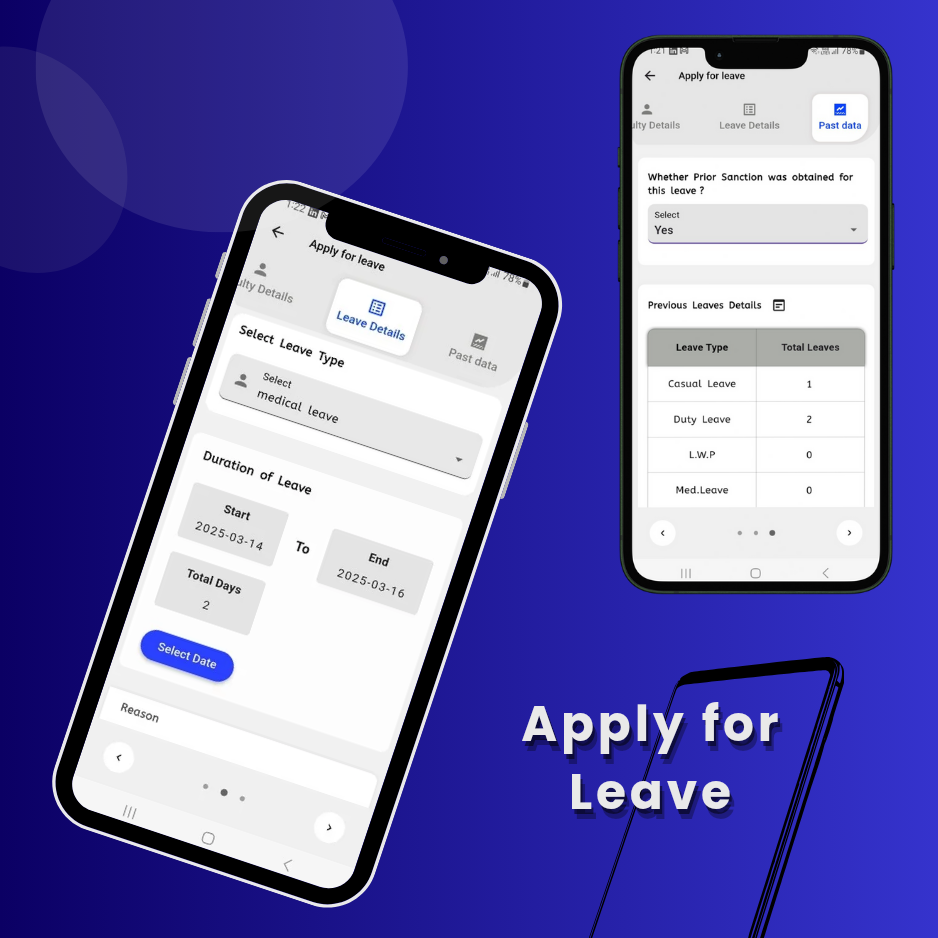 1:22
78%
Apply for leave
ulty Details
Leave Details
Past data
Select Leave Type
Select
medical leave
Duration of Leave
Start
2025-03-14
To
End
2025-03-16
Total Days
2
Select Date
Reason
1:21
78%
Apply for leave
ulty Details
Leave Details
Past data
Whether Prior Sanction was obtained for
this leave ?
Select
Yes
Previous Leaves Details
Leave Type Total Leaves
Casual Leave 1
Duty Leave 2
L.W.P 0
Med.Leave 0
Apply for
Leave